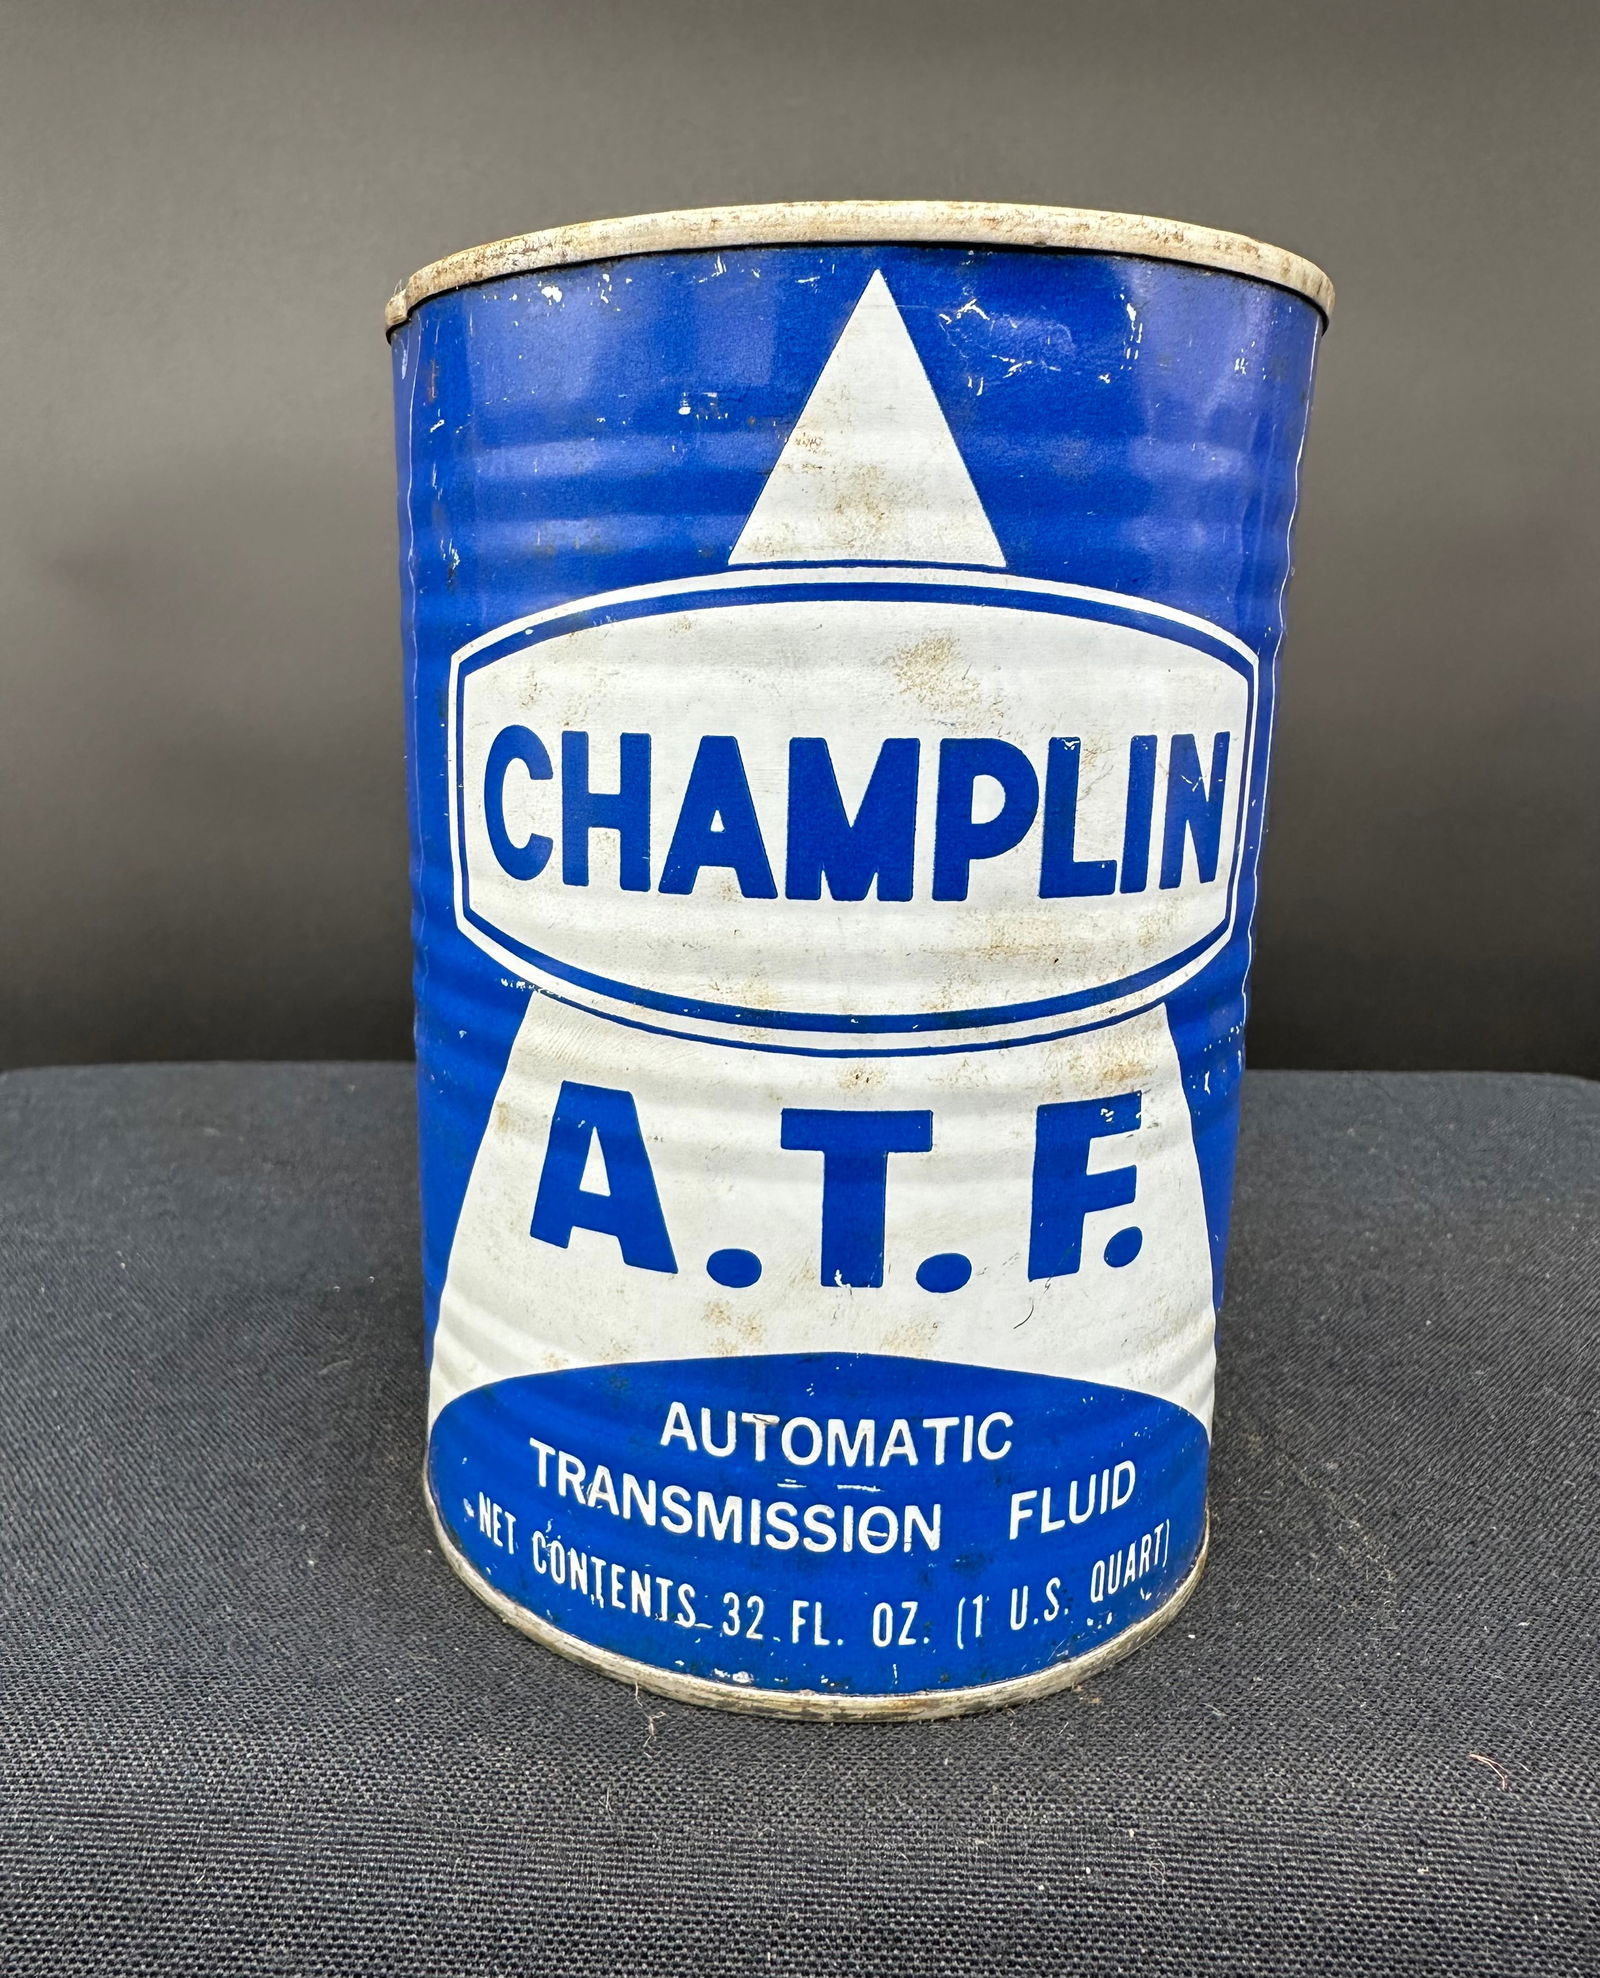 CHAMPLIN
A.T.F.
AUTOMATIC
TRANSMISSION FLUID
NET CONTENTS 32 FL. OZ. (1 U.S. QUART)